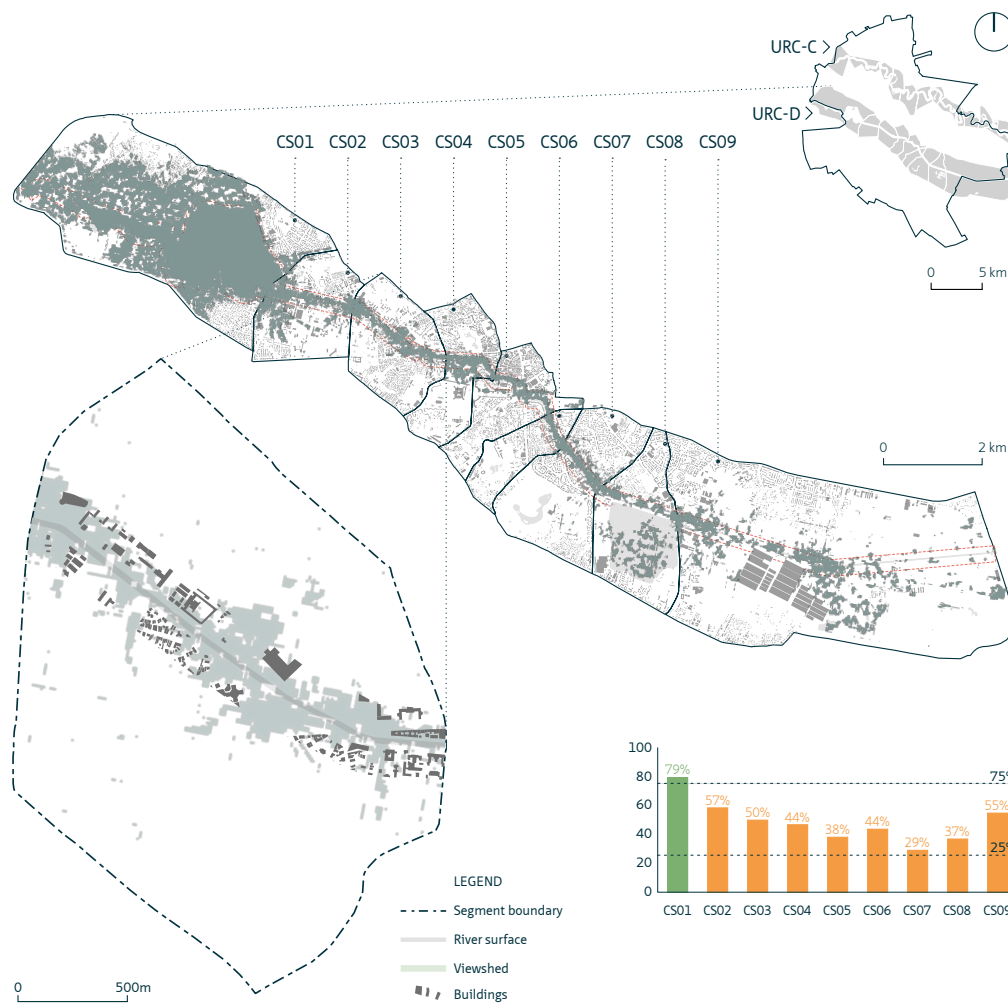 URC-C
URC-D
0 5 km
CS01 CS02 CS03 CS04 CS05 CS06 CS07 CS08 CS09
0 2 km
100
80
60
40
20
0
79% 57% 50% 44% 38% 44% 29% 37% 55%
75%
25%
CS01 CS02 CS03 CS04 CS05 CS06 CS07 CS08 CS09
LEGEND
Segment boundary
River surface
Viewshed
Buildings
0 500m